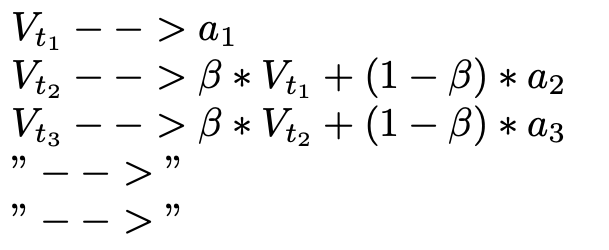 V_{t_1} −− > a_1
V_{t_2} −− > β ∗ V_{t_1} + (1 − β) ∗ a_2
V_{t_3} −− > β ∗ V_{t_2} + (1 − β) ∗ a_3
” −− > ”
” −− > ”